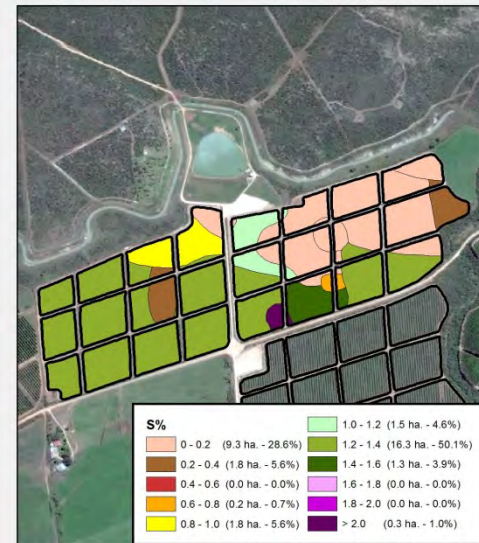 S%
0 - 0.2 (9.3 ha. - 28.6%)
0.2 - 0.4 (1.8 ha. - 5.6%)
0.4 - 0.6 (0.0 ha. - 0.0%)
0.6 - 0.8 (0.2 ha. - 0.7%)
0.8 - 1.0 (1.8 ha. - 5.6%)
1.0 - 1.2 (1.5 ha. - 4.6%)
1.2 - 1.4 (16.3 ha. - 50.1%)
1.4 - 1.6 (1.3 ha. - 3.9%)
1.6 - 1.8 (0.0 ha. - 0.0%)
1.8 - 2.0 (0.0 ha. - 0.0%)
> 2.0 (0.3 ha. - 1.0%)